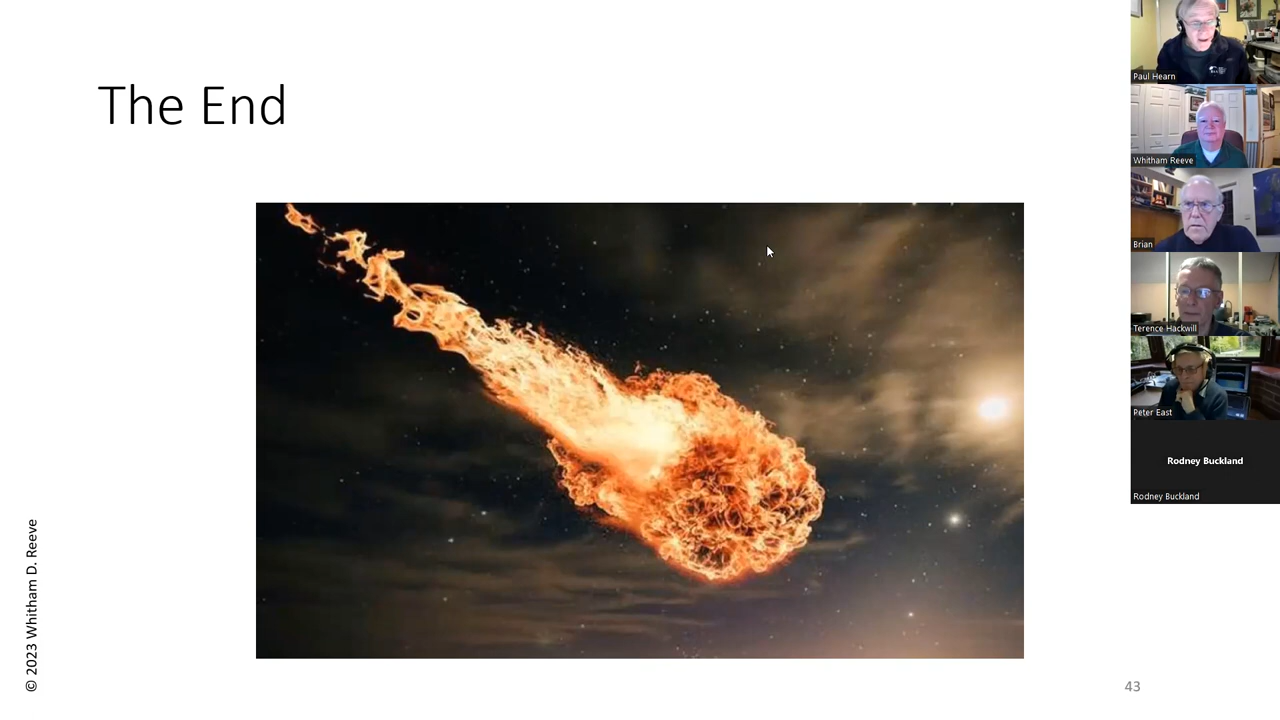 The End
© 2023 Whitham D. Reeve
43
Paul Hearn
Whitham Reeve
Brian
Terence Hackwill
Peter East
Rodney Buckland
Rodney Buckland